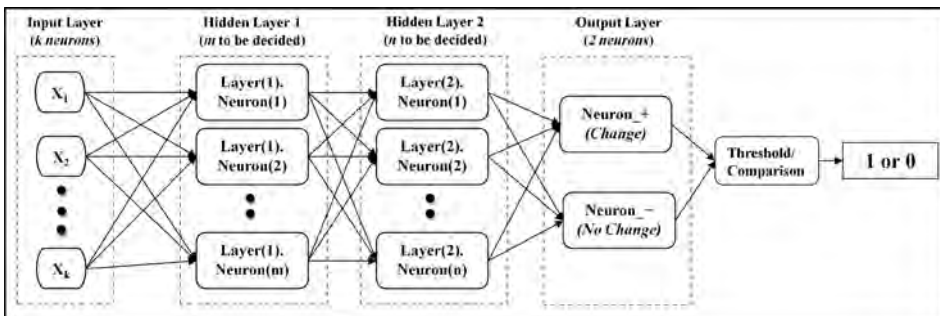 Input Layer
(k neurons)
X1
X2
Xk
Hidden Layer 1
(m to be decided)
Layer(1).
Neuron(1)
Layer(1).
Neuron(2)
Layer(1).
Neuron(m)
Hidden Layer 2
(n to be decided)
Layer(2).
Neuron(1)
Layer(2).
Neuron(2)
Layer(2).
Neuron(n)
Output Layer
(2 neurons)
Neuron_+
(Change)
Neuron_−
(No Change)
Threshold/
Comparison
1 or 0